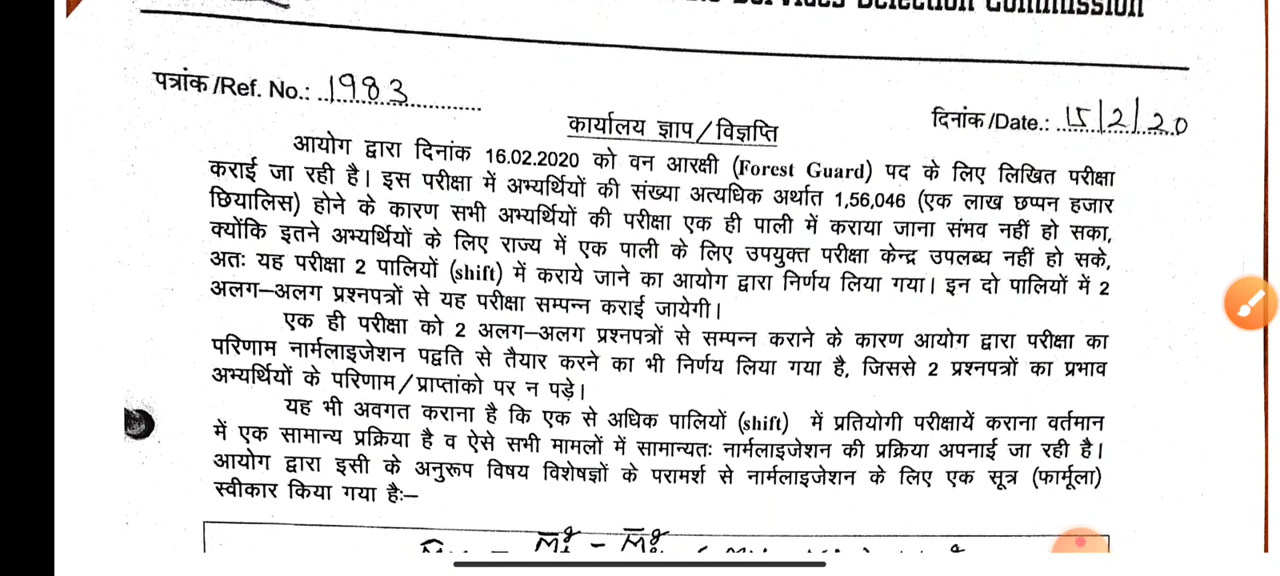 Selection Commission
पत्रांक /Ref. No.: 1983
दिनांक /Date.: 15/2/20
कार्यालय ज्ञाप/विज्ञप्ति
आयोग द्वारा दिनांक 16.02.2020 को वन आरक्षी (Forest Guard) पद के लिए लिखित परीक्षा
कराई जा रही है। इस परीक्षा में अभ्यर्थियों की संख्या अत्यधिक अर्थात 1,56,046 (एक लाख छप्पन हजार
छियालिस) होने के कारण सभी अभ्यर्थियों की परीक्षा एक ही पाली में कराया जाना संभव नहीं हो सका,
क्योंकि इतने अभ्यर्थियों के लिए राज्य में एक पाली के लिए उपयुक्त परीक्षा केन्द्र उपलब्ध नहीं हो सके,
अतः यह परीक्षा 2 पालियों (shift) में कराये जाने का आयोग द्वारा निर्णय लिया गया। इन दो पालियों में 2
अलग–अलग प्रश्नपत्रों से यह परीक्षा सम्पन्न कराई जायेगी।
एक ही परीक्षा को 2 अलग–अलग प्रश्नपत्रों से सम्पन्न कराने के कारण आयोग द्वारा परीक्षा का
परिणाम नार्मलाइजेशन पद्वति से तैयार करने का भी निर्णय लिया गया है, जिससे 2 प्रश्नपत्रों का प्रभाव
अभ्यर्थियों के परिणाम/प्राप्तांको पर न पड़े।
यह भी अवगत कराना है कि एक से अधिक पालियों (shift) में प्रतियोगी परीक्षायें कराना वर्तमान
में एक सामान्य प्रक्रिया है व ऐसे सभी मामलों में सामान्यतः नार्मलाइजेशन की प्रक्रिया अपनाई जा रही है।
आयोग द्वारा इसी के अनुरूप विषय विशेषज्ञों के परामर्श से नार्मलाइजेशन के लिए एक सूत्र (फार्मूला)
स्वीकार किया गया हैः–